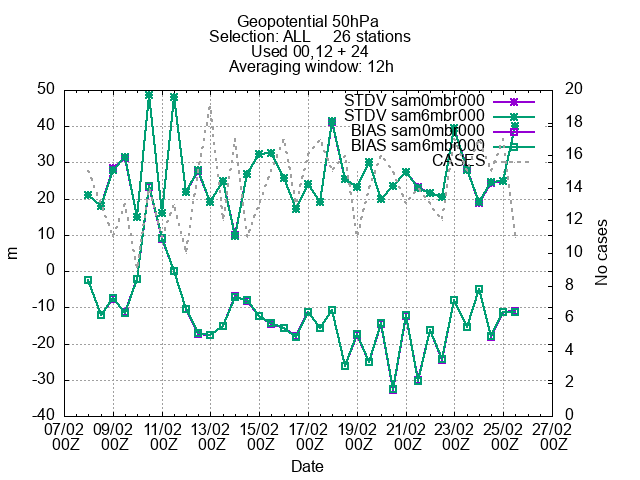 Geopotential 50hPa
Selection: ALL 26 stations
Used 00,12 + 24
Averaging window: 12h
STDV sam0mbr000
STDV sam6mbr000
BIAS sam0mbr000
BIAS sam6mbr000
CASES
50
40
30
20
10
0
-10
-20
-30
-40
m
20
18
16
14
12
10
8
6
4
2
0
No cases
07/02 09/02 11/02 13/02 15/02 17/02 19/02 21/02 23/02 25/02 27/02
00Z 00Z 00Z 00Z 00Z 00Z 00Z 00Z 00Z 00Z 00Z
Date